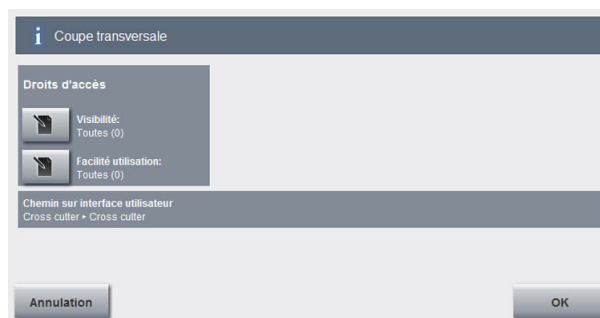 Coupe transversale
Droits d'accès
Visibilité:
Toutes (0)
Facilité utilisation:
Toutes (0)
Chemin sur interface utilisateur
Cross cutter ▸ Cross cutter
Annulation
OK